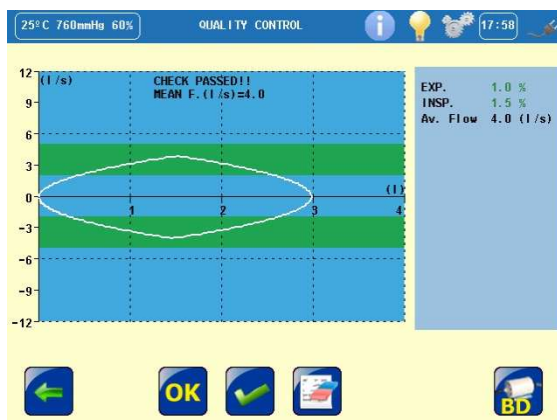 25ºC 760mmHg 60%
QUALITY CONTROL
i
17:58
12
(l/s)
CHECK PASSED!!
MEAN F.(l/s)=4.0
9
6
3
0
(l)
1
2
3
4
-3
-6
-9
-12
EXP. 1.0 %
INSP. 1.5 %
Av. Flow 4.0 (l/s)
OK
BD